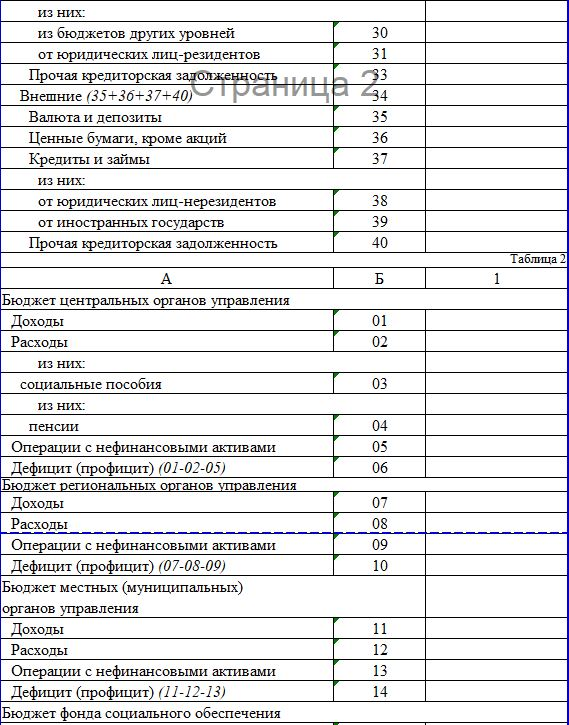 из них:
из бюджетов других уровней 30
от юридических лиц-резидентов 31
Прочая кредиторская задолженность 33
Страница 2
Внешние (35+36+37+40) 34
Валюта и депозиты 35
Ценные бумаги, кроме акций 36
Кредиты и займы 37
из них:
от юридических лиц-нерезидентов 38
от иностранных государств 39
Прочая кредиторская задолженность 40
Таблица 2
А Б 1
Бюджет центральных органов управления
Доходы 01
Расходы 02
из них:
социальные пособия 03
из них:
пенсии 04
Операции с нефинансовыми активами 05
Дефицит (профицит) (01-02-05) 06
Бюджет региональных органов управления
Доходы 07
Расходы 08
Операции с нефинансовыми активами 09
Дефицит (профицит) (07-08-09) 10
Бюджет местных (муниципальных)
органов управления
Доходы 11
Расходы 12
Операции с нефинансовыми активами 13
Дефицит (профицит) (11-12-13) 14
Бюджет фонда социального обеспечения